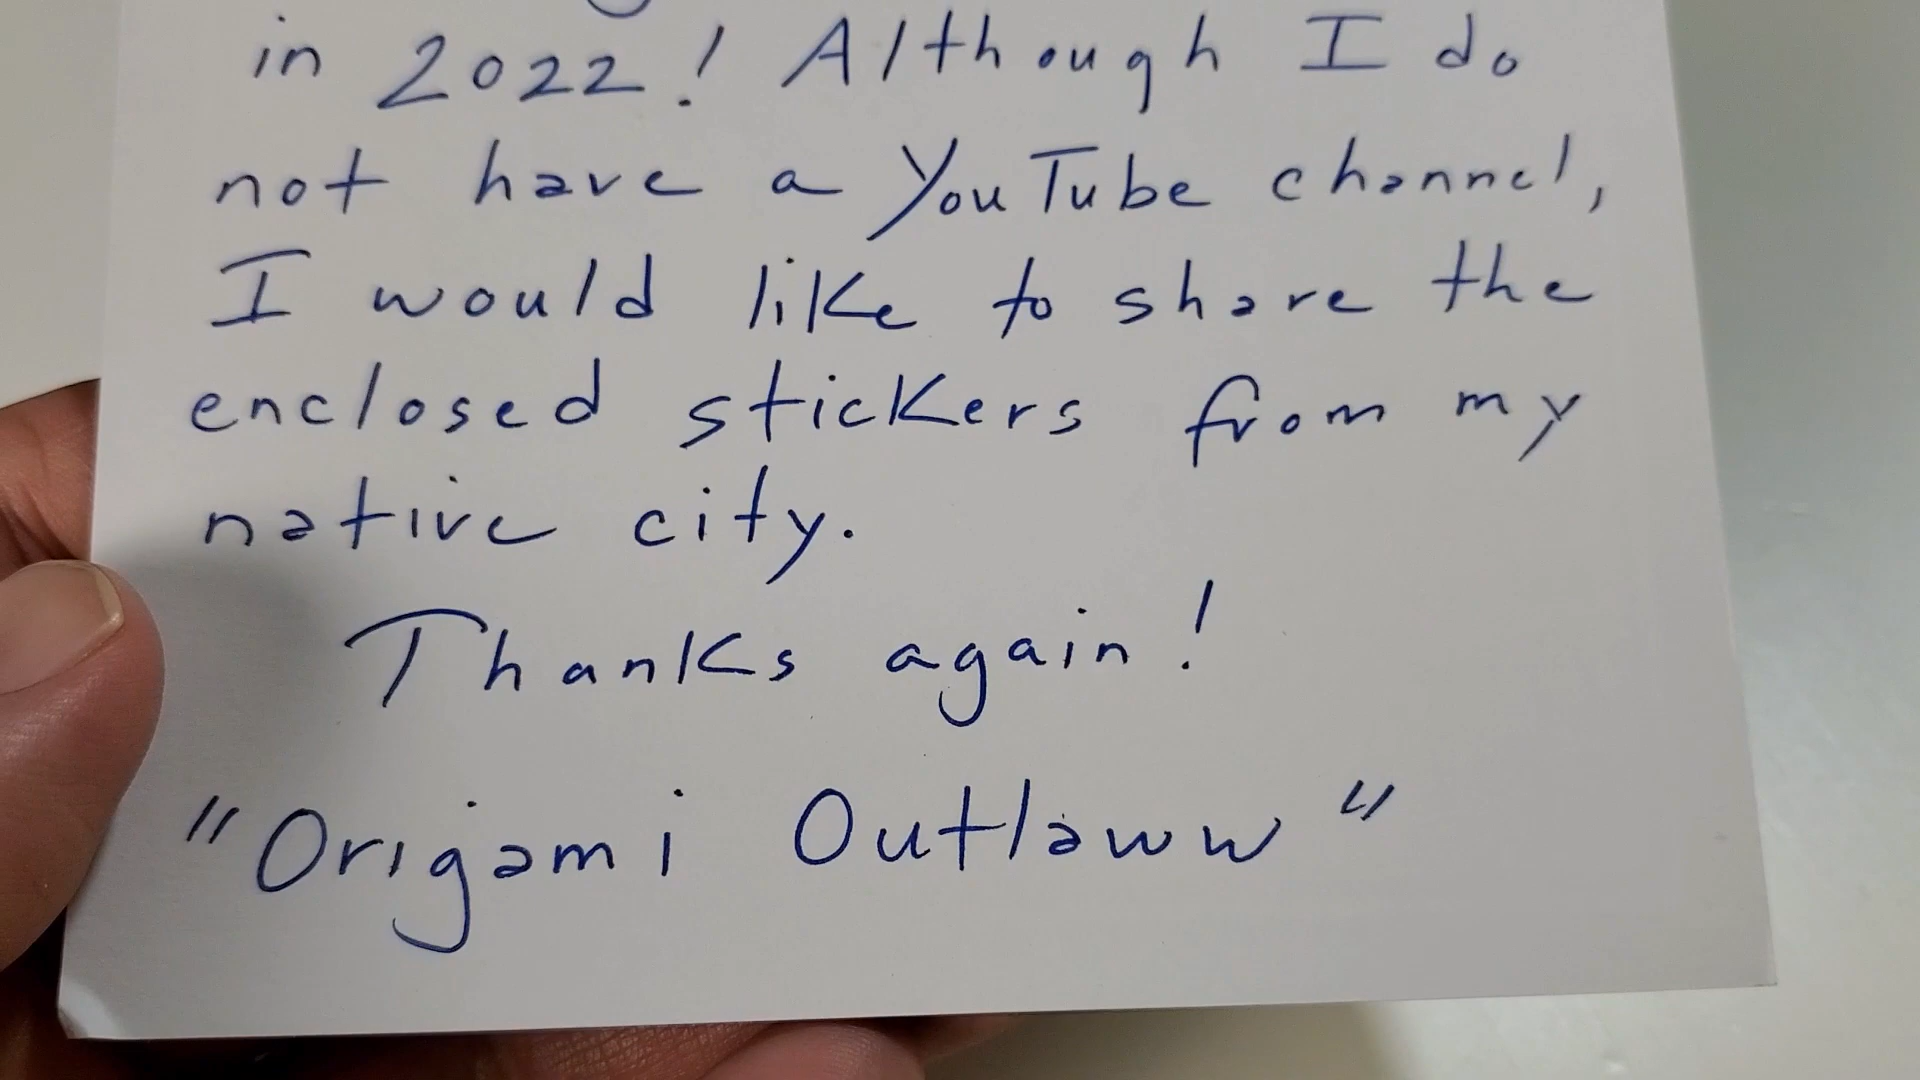 in 2022! Although I do
not have a YouTube channel,
I would like to share the
enclosed stickers from my
native city.
Thanks again!
"Origami Outlaww"